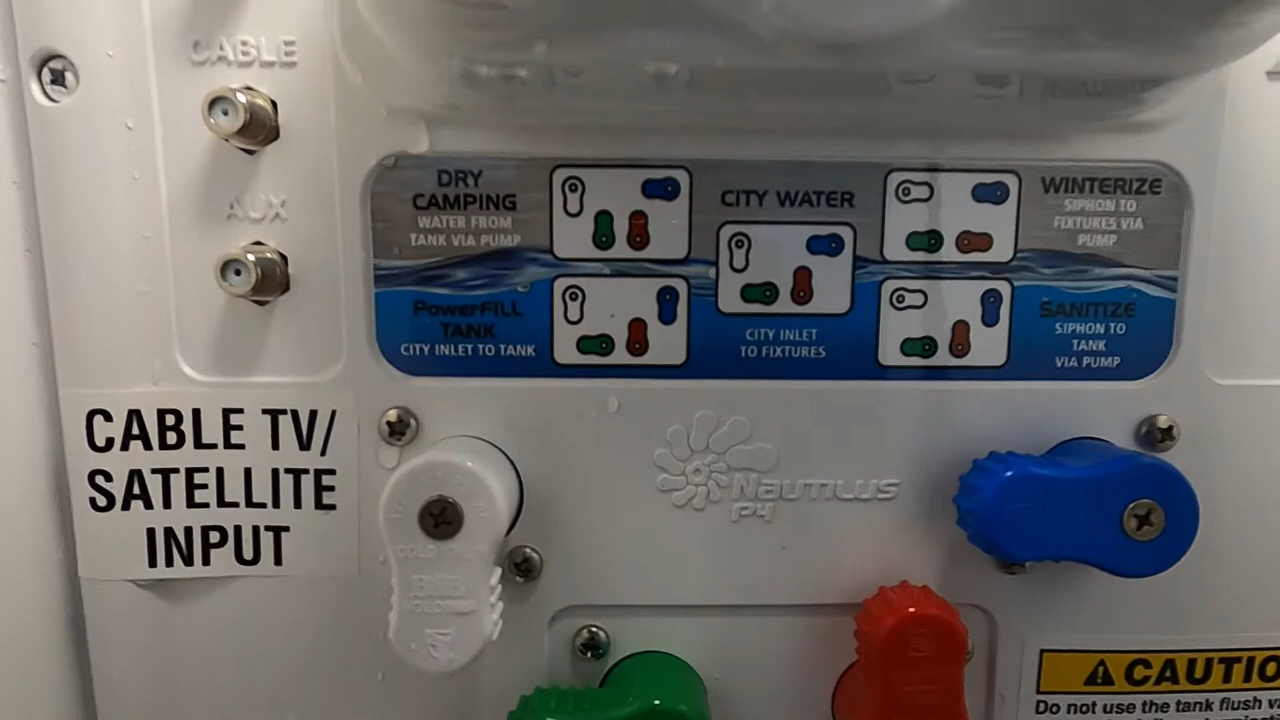 CABLE
AUX
DRY
CAMPING
WATER FROM
TANK VIA PUMP
PowerFILL
TANK
CITY INLET TO TANK
CITY WATER
CITY INLET
TO FIXTURES
WINTERIZE
SIPHON TO
FIXTURES VIA
PUMP
SANITIZE
SIPHON TO
TANK
VIA PUMP
CABLE TV/
SATELLITE
INPUT
NAUTILUS
P4
CAUTIO
Do not use the tank flush